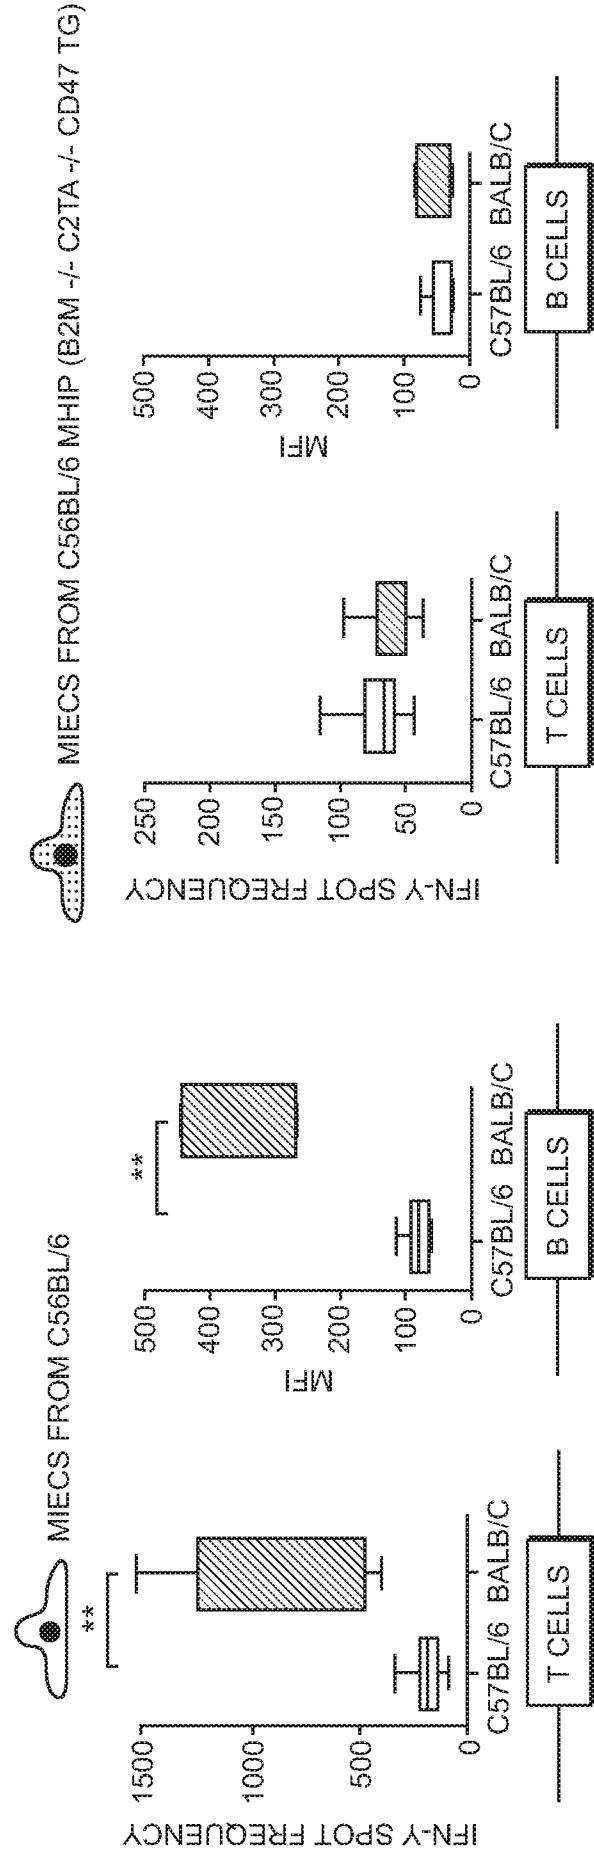 MIECS FROM C56BL/6
**
IFN-Y SPOT FREQUENCY
1500
1000
500
0
C57BL/6 BALB/C
T CELLS
**
MFI
500
400
300
200
100
0
C57BL/6 BALB/C
B CELLS
MIECS FROM C56BL/6 MHIP (B2M -/- C2TA -/- CD47 TG)
IFN-Y SPOT FREQUENCY
250
200
150
100
50
0
C57BL/6 BALB/C
T CELLS
MFI
500
400
300
200
100
0
C57BL/6 BALB/C
B CELLS